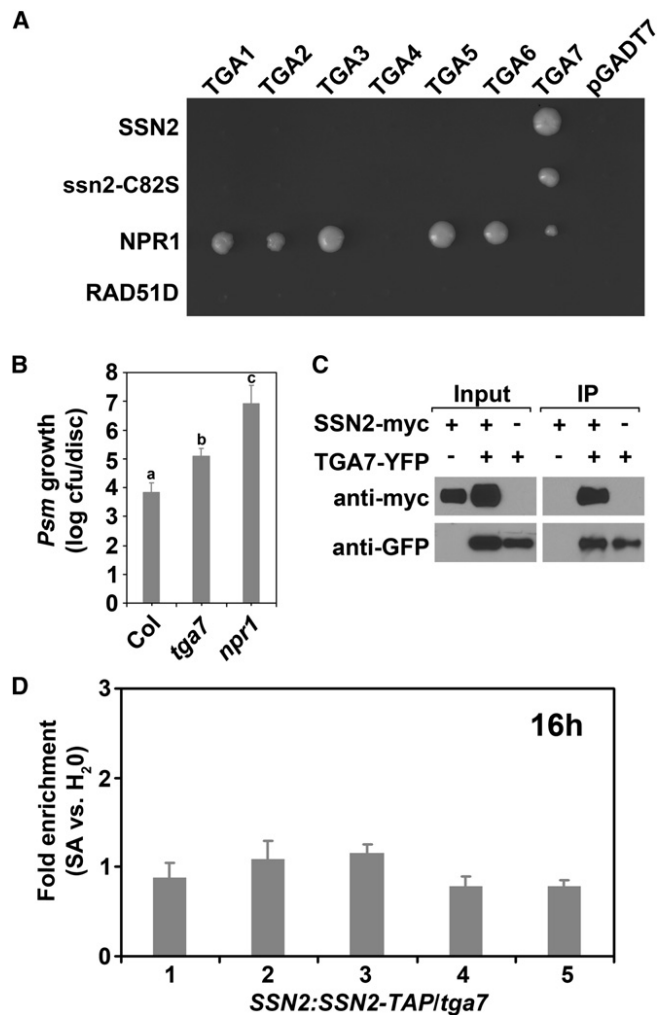 A
TGA1 TGA2 TGA3 TGA4 TGA5 TGA6 TGA7 pGADT7
SSN2
ssn2-C82S
NPR1
RAD51D
B
Psm growth
(log cfu/disc)
8
7
6
5
4
3
2
1
0
a b c
Col tga7 npr1
C
Input IP
SSN2-myc + + - + + -
TGA7-YFP - + + - + +
anti-myc
anti-GFP
D
Fold enrichment
(SA vs. H20)
3
2
1
0
16h
1 2 3 4 5
SSN2:SSN2-TAP/tga7